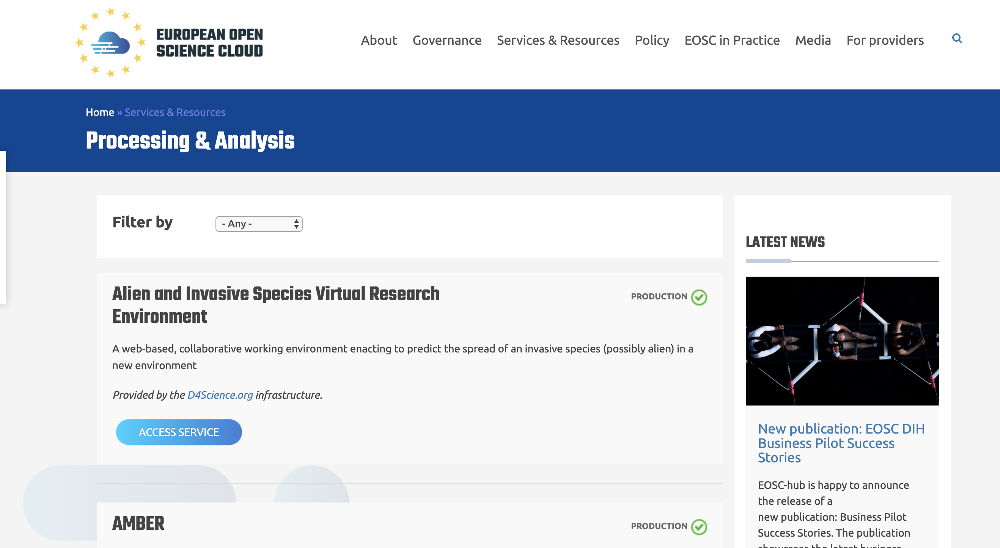 EUROPEAN OPEN
SCIENCE CLOUD
About Governance Services & Resources Policy EOSC in Practice Media For providers
Home » Services & Resources
Processing & Analysis
Filter by - Any -
Alien and Invasive Species Virtual Research
Environment
PRODUCTION
A web-based, collaborative working environment enacting to predict the spread of an invasive species (possibly alien) in a
new environment
Provided by the D4Science.org infrastructure.
ACCESS SERVICE
AMBER
PRODUCTION
LATEST NEWS
New publication: EOSC DIH
Business Pilot Success
Stories
EOSC-hub is happy to announce
the release of a
new publication: Business Pilot
Success Stories. The publication
showcases the latest business